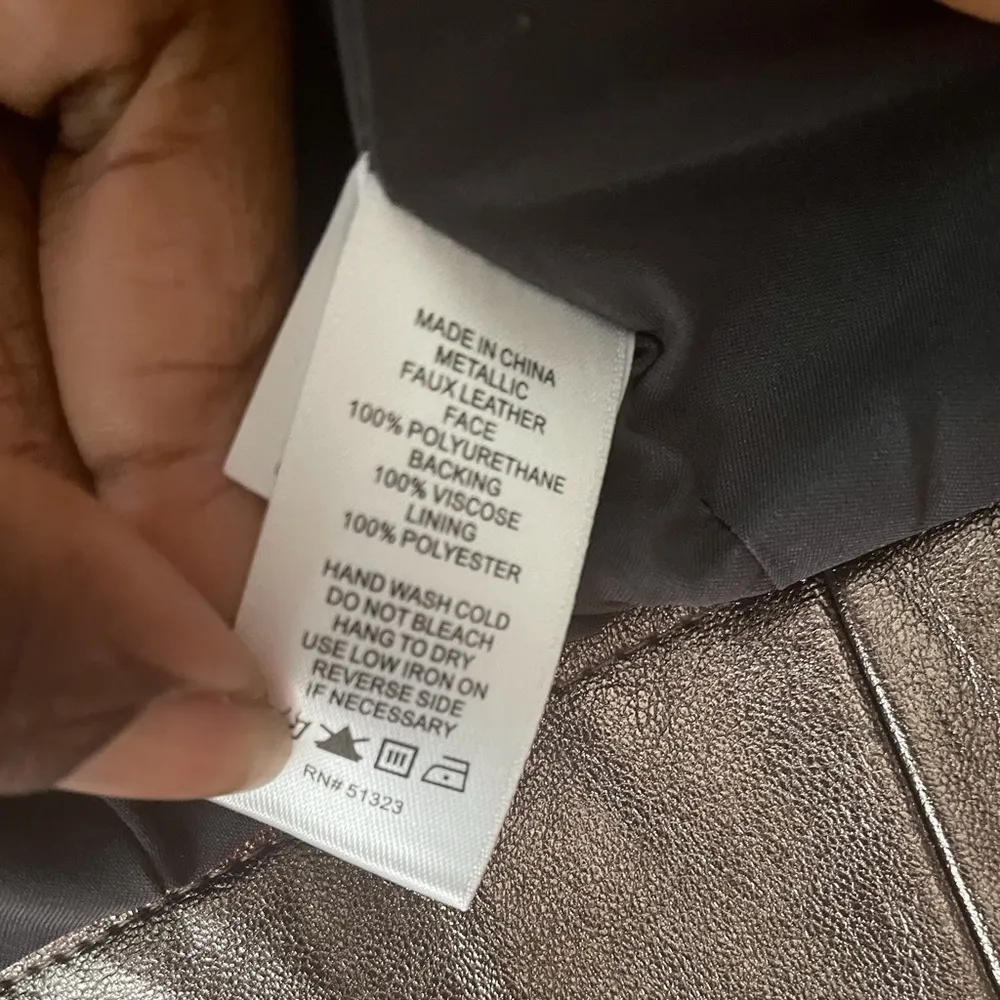 MADE IN CHINA
METALLIC
FAUX LEATHER
FACE
100% POLYURETHANE
BACKING
100% VISCOSE
LINING
100% POLYESTER
HAND WASH COLD
DO NOT BLEACH
HANG TO DRY
USE LOW IRON ON
REVERSE SIDE
IF NECESSARY
RN# 51323